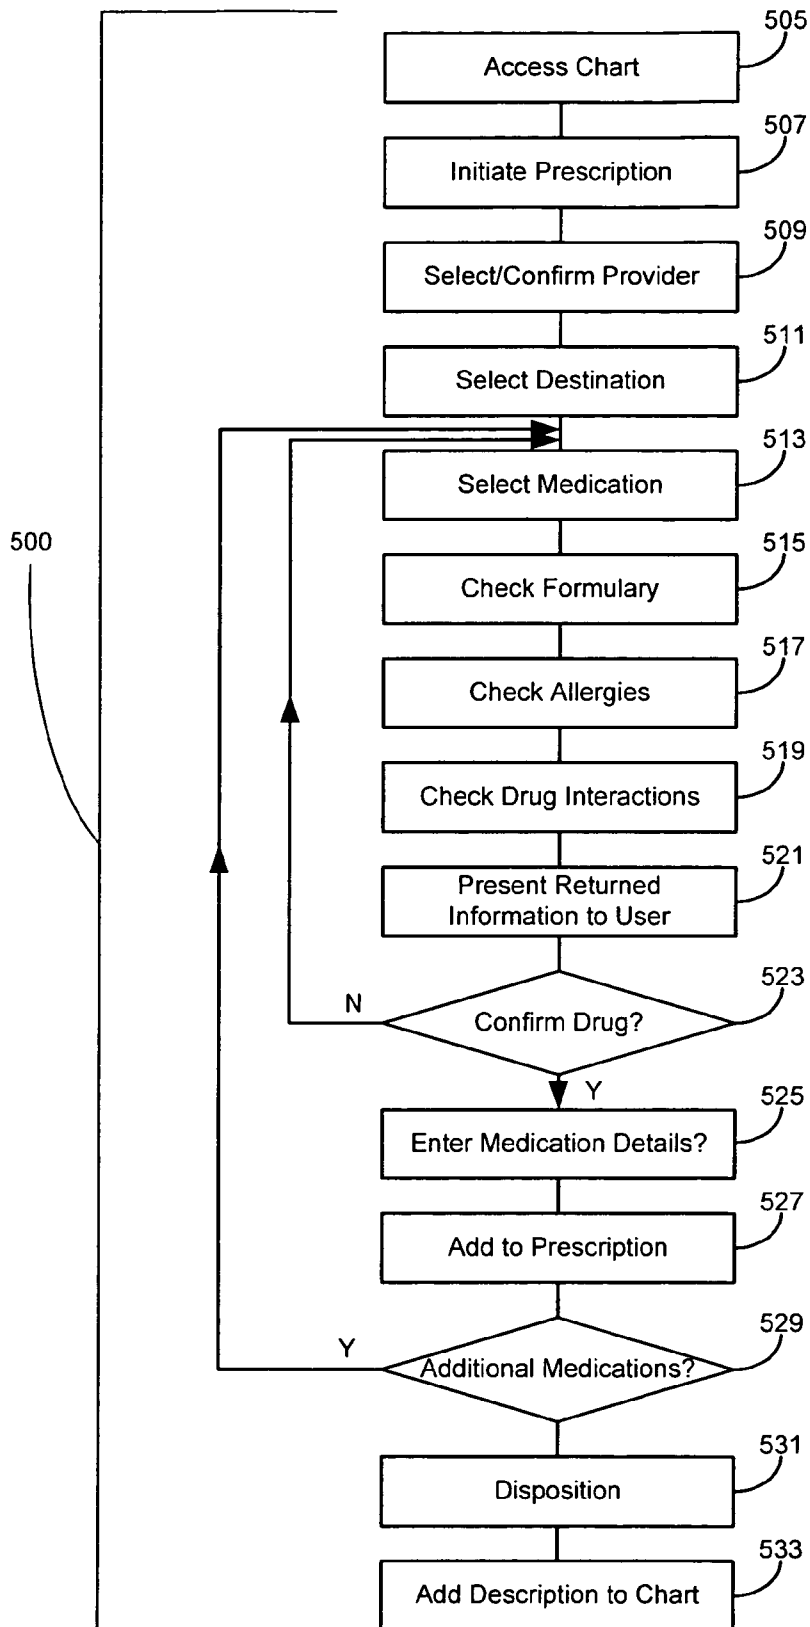 505
Access Chart
507
Initiate Prescription
509
Select/Confirm Provider
511
Select Destination
513
Select Medication
500
515
Check Formulary
517
Check Allergies
519
Check Drug Interactions
521
Present Returned
Information to User
523
N
Confirm Drug?
Y
525
Enter Medication Details?
527
Add to Prescription
529
Y
Additional Medications?
531
Disposition
533
Add Description to Chart